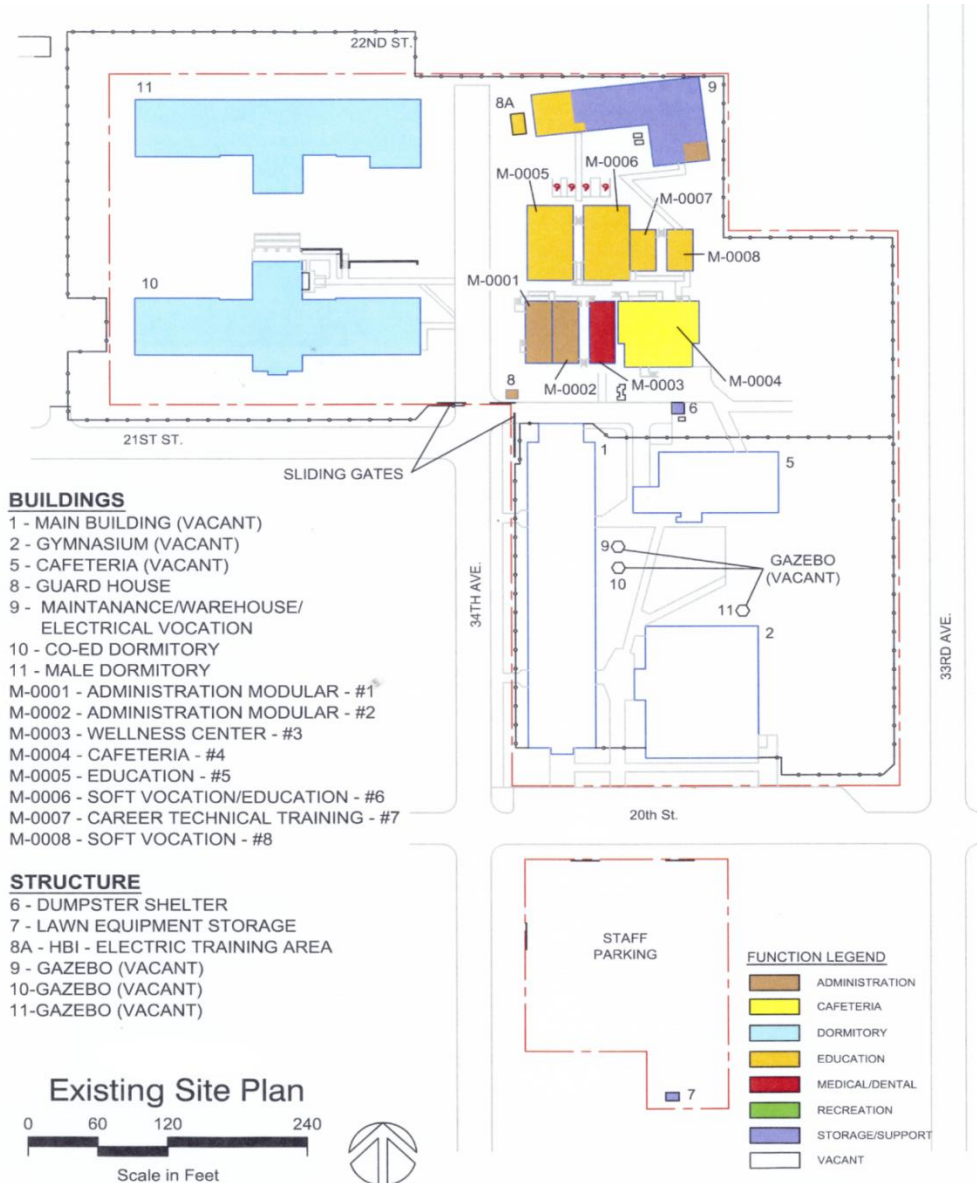 22ND ST.
11
9
8A
M-0005
M-0006
M-0007
M-0008
M-0001
10
M-0002
M-0003
M-0004
8
6
21ST ST.
SLIDING GATES
1
5
BUILDINGS
1 - MAIN BUILDING (VACANT)
2 - GYMNASIUM (VACANT)
5 - CAFETERIA (VACANT)
8 - GUARD HOUSE
9 - MAINTANANCE/WAREHOUSE/
ELECTRICAL VOCATION
10 - CO-ED DORMITORY
11 - MALE DORMITORY
M-0001 - ADMINISTRATION MODULAR - #1
M-0002 - ADMINISTRATION MODULAR - #2
M-0003 - WELLNESS CENTER - #3
M-0004 - CAFETERIA - #4
M-0005 - EDUCATION - #5
M-0006 - SOFT VOCATION/EDUCATION - #6
M-0007 - CAREER TECHNICAL TRAINING - #7
M-0008 - SOFT VOCATION - #8
34TH AVE.
9
10
11
GAZEBO
(VACANT)
2
33RD AVE.
20th St.
STRUCTURE
6 - DUMPSTER SHELTER
7 - LAWN EQUIPMENT STORAGE
8A - HBI - ELECTRIC TRAINING AREA
9 - GAZEBO (VACANT)
10-GAZEBO (VACANT)
11-GAZEBO (VACANT)
STAFF
PARKING
7
FUNCTION LEGEND
ADMINISTRATION
CAFETERIA
DORMITORY
EDUCATION
MEDICAL/DENTAL
RECREATION
STORAGE/SUPPORT
VACANT
Existing Site Plan
0 60 120 240
Scale in Feet